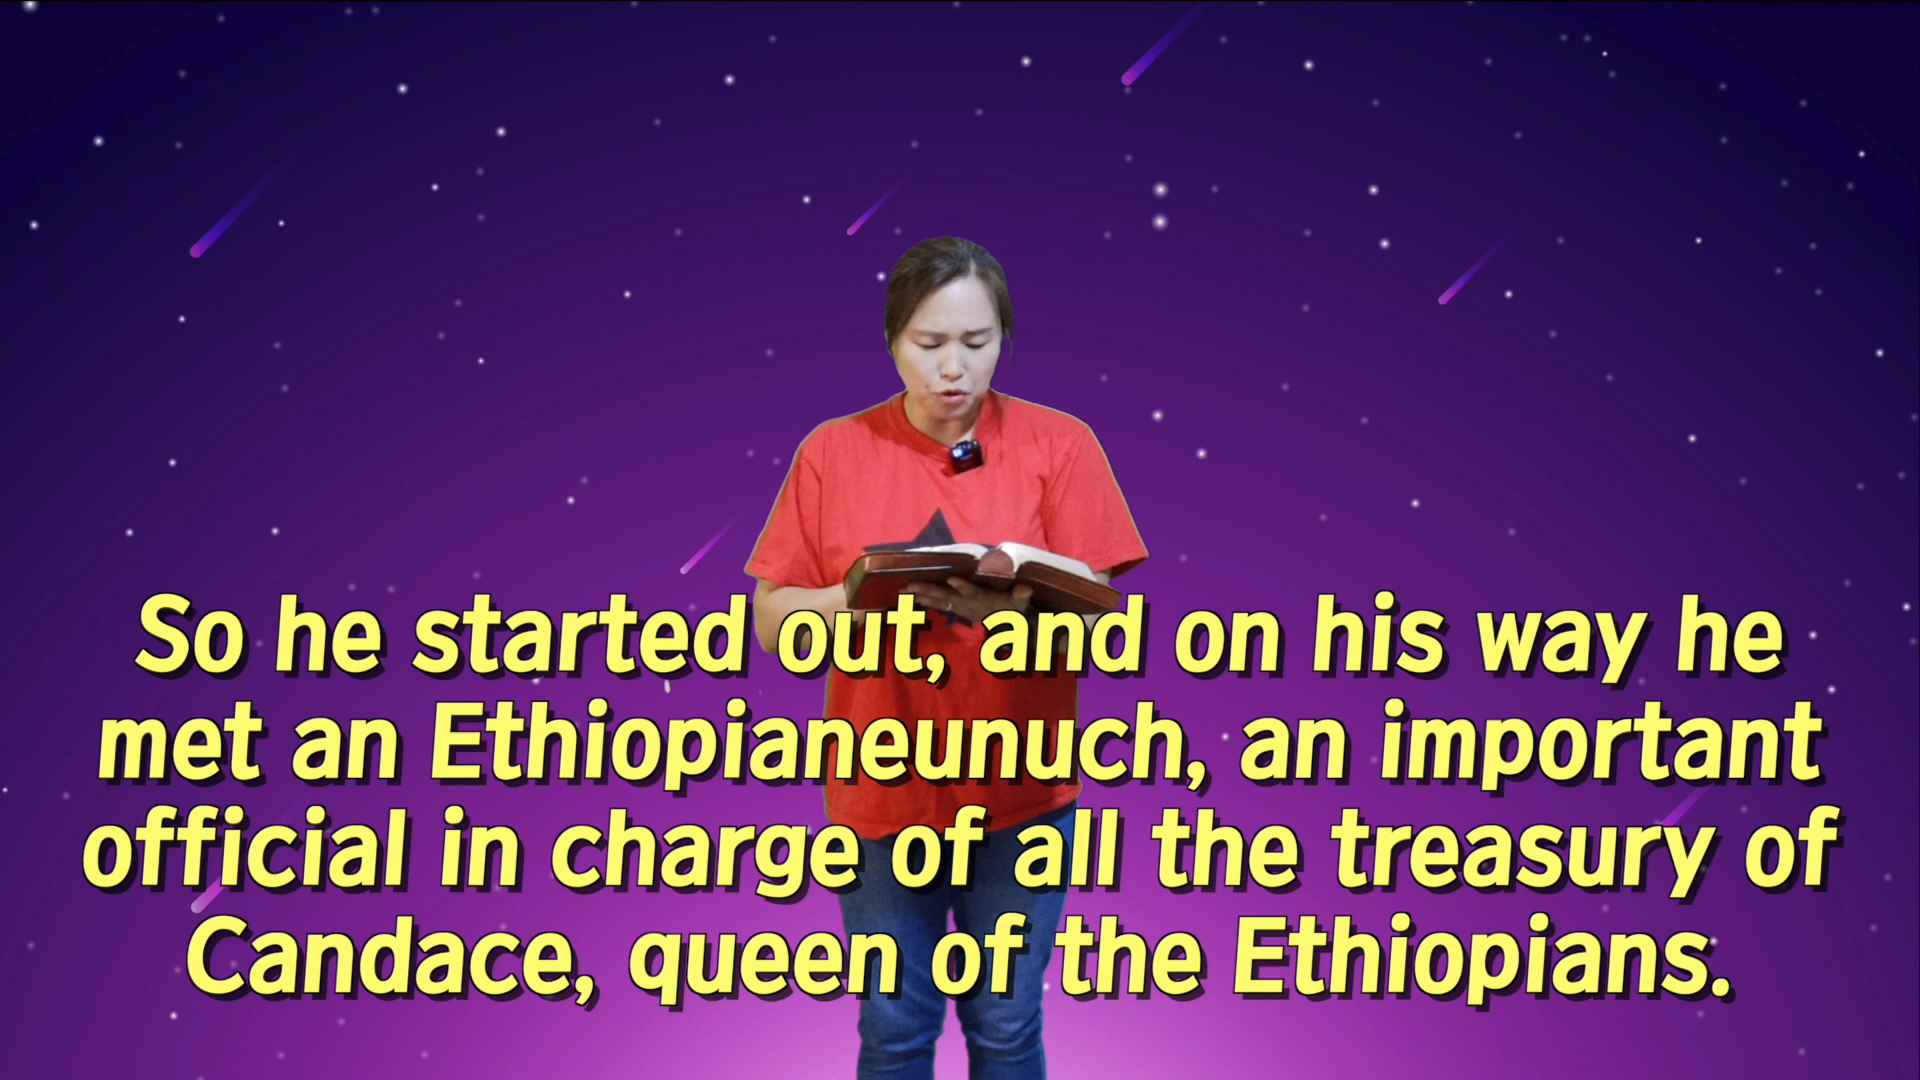 So he started out, and on his way he
met an Ethiopianeunuch, an important
official in charge of all the treasury of
Candace, queen of the Ethiopians.